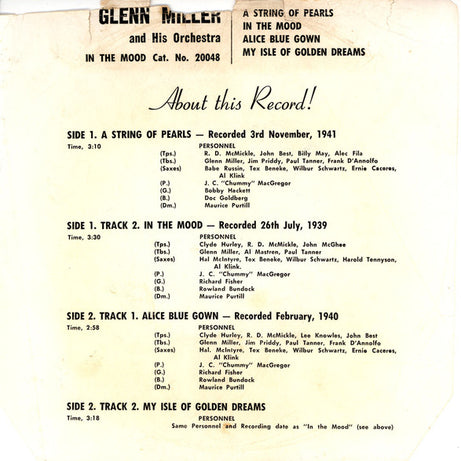 GLENN MILLER
and His Orchestra
IN THE MOOD Cat. No. 20048
A STRING OF PEARLS
IN THE MOOD
ALICE BLUE GOWN
MY ISLE OF GOLDEN DREAMS
About this Record!
SIDE 1. A STRING OF PEARLS — Recorded 3rd November, 1941
Time, 3:10 PERSONNEL
(Tps.) R. D. McMickle, John Best, Billy May, Alec Fila
(Tbs.) Glenn Miller, Jim Priddy, Paul Tanner, Frank D'Annolfo
(Saxes) Babe Russin, Tex Beneke, Wilbur Schwartz, Ernie Caceres,
Al Klink
(P.) J. C. "Chummy" MacGregor
(G.) Bobby Hackett
(B.) Doc Goldberg
(Dm.) Maurice Purtill
SIDE 1. TRACK 2. IN THE MOOD — Recorded 26th July, 1939
Time, 3:30 PERSONNEL
(Tps.) Clyde Hurley, R. D. McMickle, John McGhee
(Tbs.) Glenn Miller, Al Mastren, Paul Tanner
(Saxes) Hal McIntyre, Tex Beneke, Wilbur Schwartz, Harold Tennyson,
Al Klink.
(P.) J. C. "Chummy" MacGregor
(G.) Richard Fisher
(B.) Rowland Bundock
(Dm.) Maurice Purtill
SIDE 2. TRACK 1. ALICE BLUE GOWN — Recorded February, 1940
Time, 2:58 PERSONNEL
(Tps.) Clyde Hurley, R. D. McMickle, Lee Knowles, John Best
(Tbs.) Glenn Miller, Jim Priddy, Paul Tanner, Frank D'Annolfo
(Saxes) Hal. McIntyre, Tex Beneke, Wilbur Schwartz, Ernie Caceres,
Al Klink
(P.) J. C. "Chummy" MacGregor
(G.) Richard Fisher
(B.) Rowland Bundock
(Dm.) Maurice Purtill
SIDE 2. TRACK 2. MY ISLE OF GOLDEN DREAMS
Time, 3:18 PERSONNEL
Same Personnel and Recording date as "In the Mood" (see above)